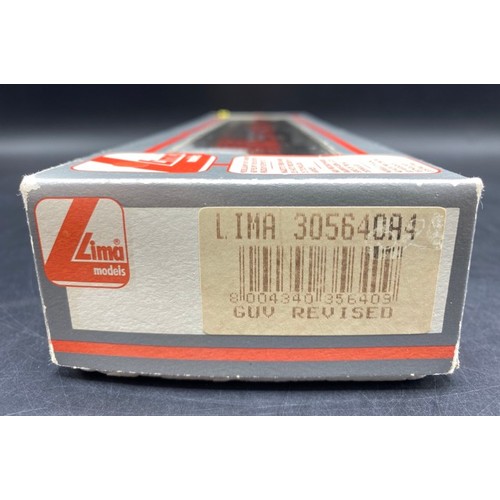 Lima
models
LIMA 305640A4
8 004340 356409
GUV REVISED